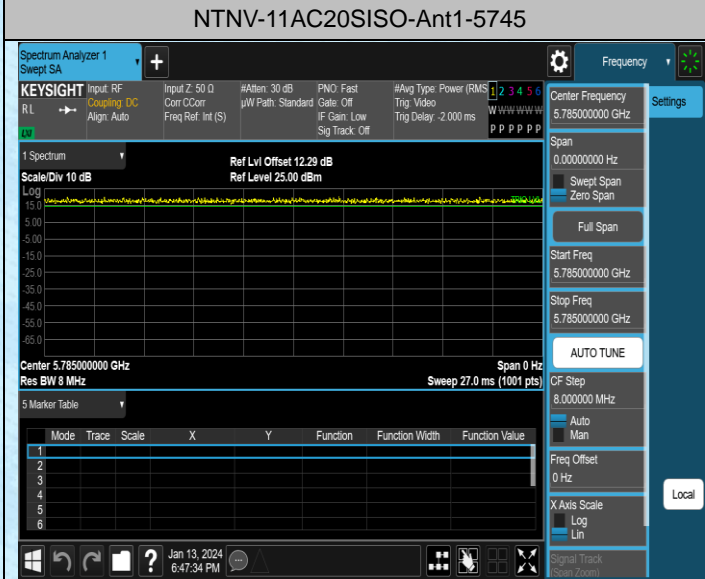 NTNV-11AC20SISO-Ant1-5745
Spectrum Analyzer 1
Swept SA
Frequency
KEYSIGHT
RL
LXI
Input: RF
Coupling: DC
Align: Auto
Input Z: 50 Ω
Corr CCorr
Freq Ref: Int (S)
#Atten: 30 dB
µW Path: Standard
PNO: Fast
Gate: Off
IF Gain: Low
Sig Track: Off
#Avg Type: Power (RMS
Trig: Video
Trig Delay: -2.000 ms
1 2 3 4 5 6
W W W W W W
P P P P P P
Center Frequency
5.785000000 GHz
Settings
Span
0.00000000 Hz
Swept Span
Zero Span
Full Span
Start Freq
5.785000000 GHz
Stop Freq
5.785000000 GHz
AUTO TUNE
CF Step
8.000000 MHz
Auto
Man
Freq Offset
0 Hz
X Axis Scale
Log
Lin
Signal Track
(Span Zoom)
Local
1 Spectrum
Scale/Div 10 dB
Ref Lvl Offset 12.29 dB
Ref Level 25.00 dBm
Log
15.0
5.00
-5.00
-15.0
-25.0
-35.0
-45.0
-55.0
-65.0
Center 5.785000000 GHz
Span 0 Hz
Res BW 8 MHz
Sweep 27.0 ms (1001 pts)
5 Marker Table
Mode Trace Scale X Y Function Function Width Function Value
1
2
3
4
5
6
Jan 13, 2024
6:47:34 PM